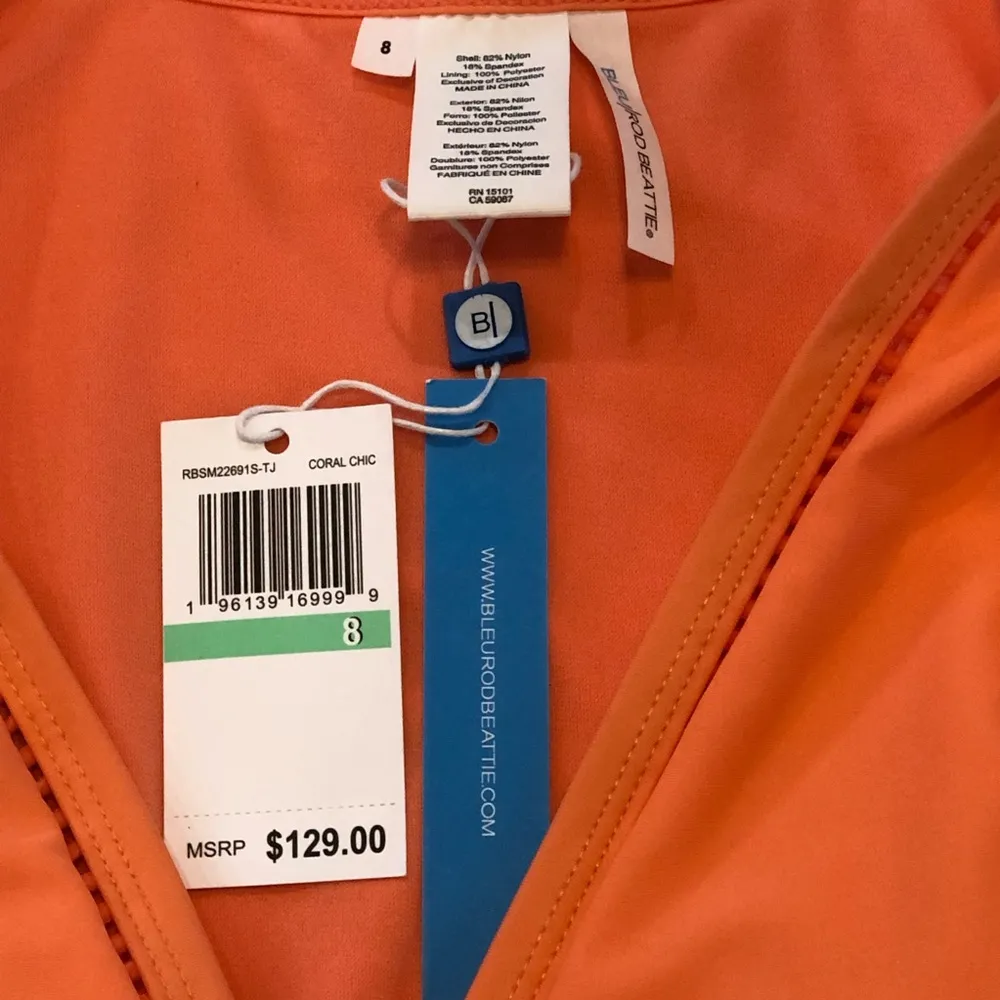 8
Shell: 82% Nylon
18% Spandex
Lining: 100% Polyester
Exclusive of Decoration
MADE IN CHINA
Exterior: 82% Nilon
18% Spandex
Forro: 100% Poliester
Exclusivo de Decoracion
HECHO EN CHINA
Extérieur: 82% Nylon
18% Spandex
Doublure: 100% Polyester
Garnitures non Comprises
FABRIQUÉ EN CHINE
RN 15101
CA 59087
BLEU/ROD BEATTIE®
B|
RBSM22691S-TJ CORAL CHIC
1 96139 16999 9
8
MSRP $129.00
WWW.BLEURODBEATTIE.COM